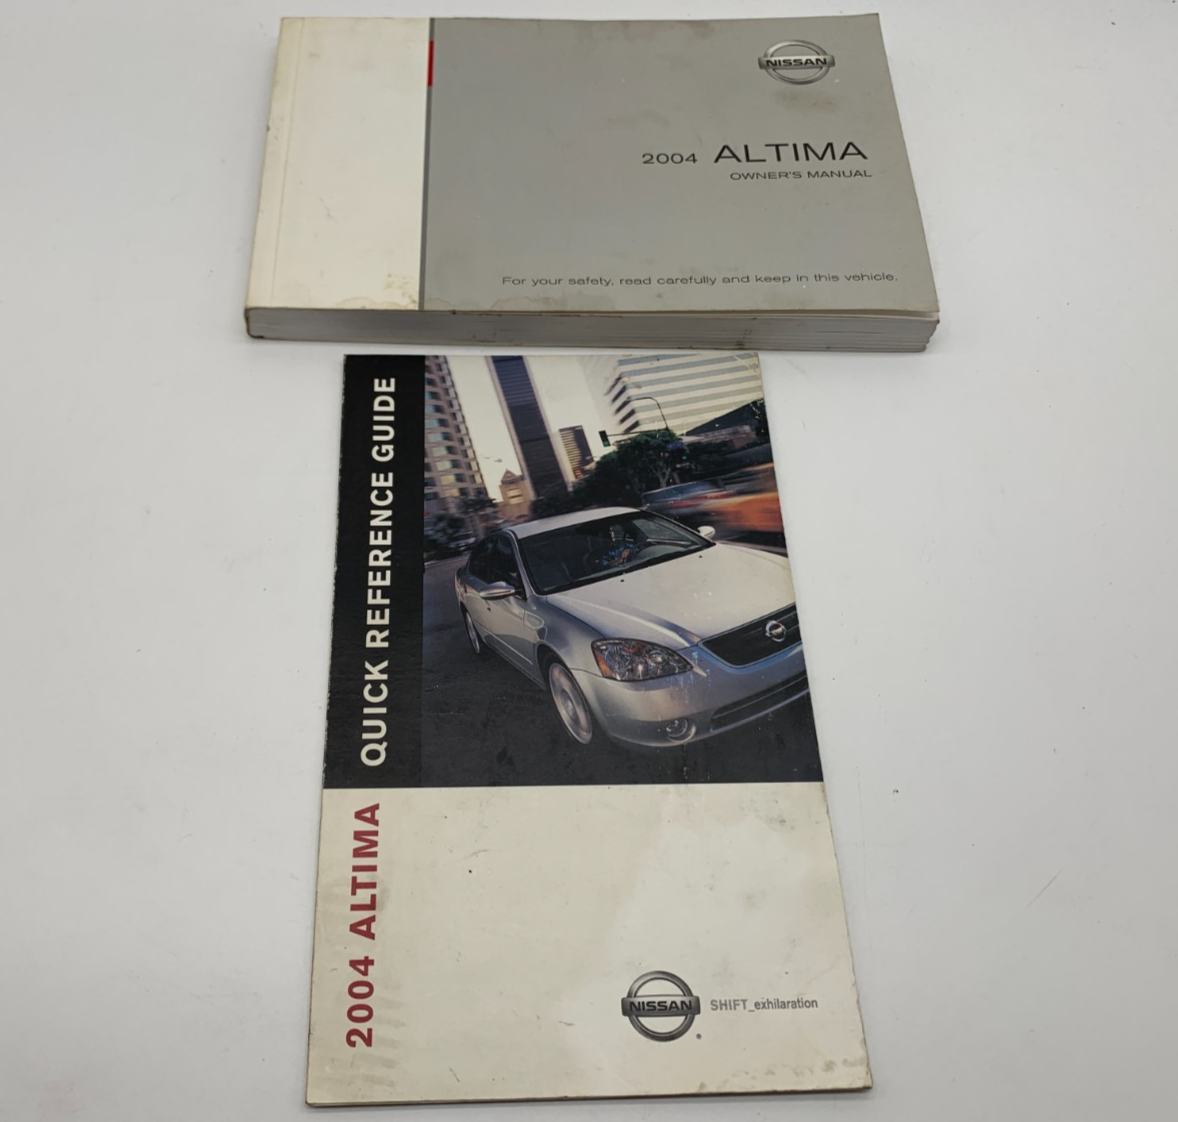 NISSAN
2004 ALTIMA
OWNER'S MANUAL
For your safety, read carefully and keep in this vehicle.
QUICK REFERENCE GUIDE
2004 ALTIMA
NISSAN
SHIFT_exhilaration